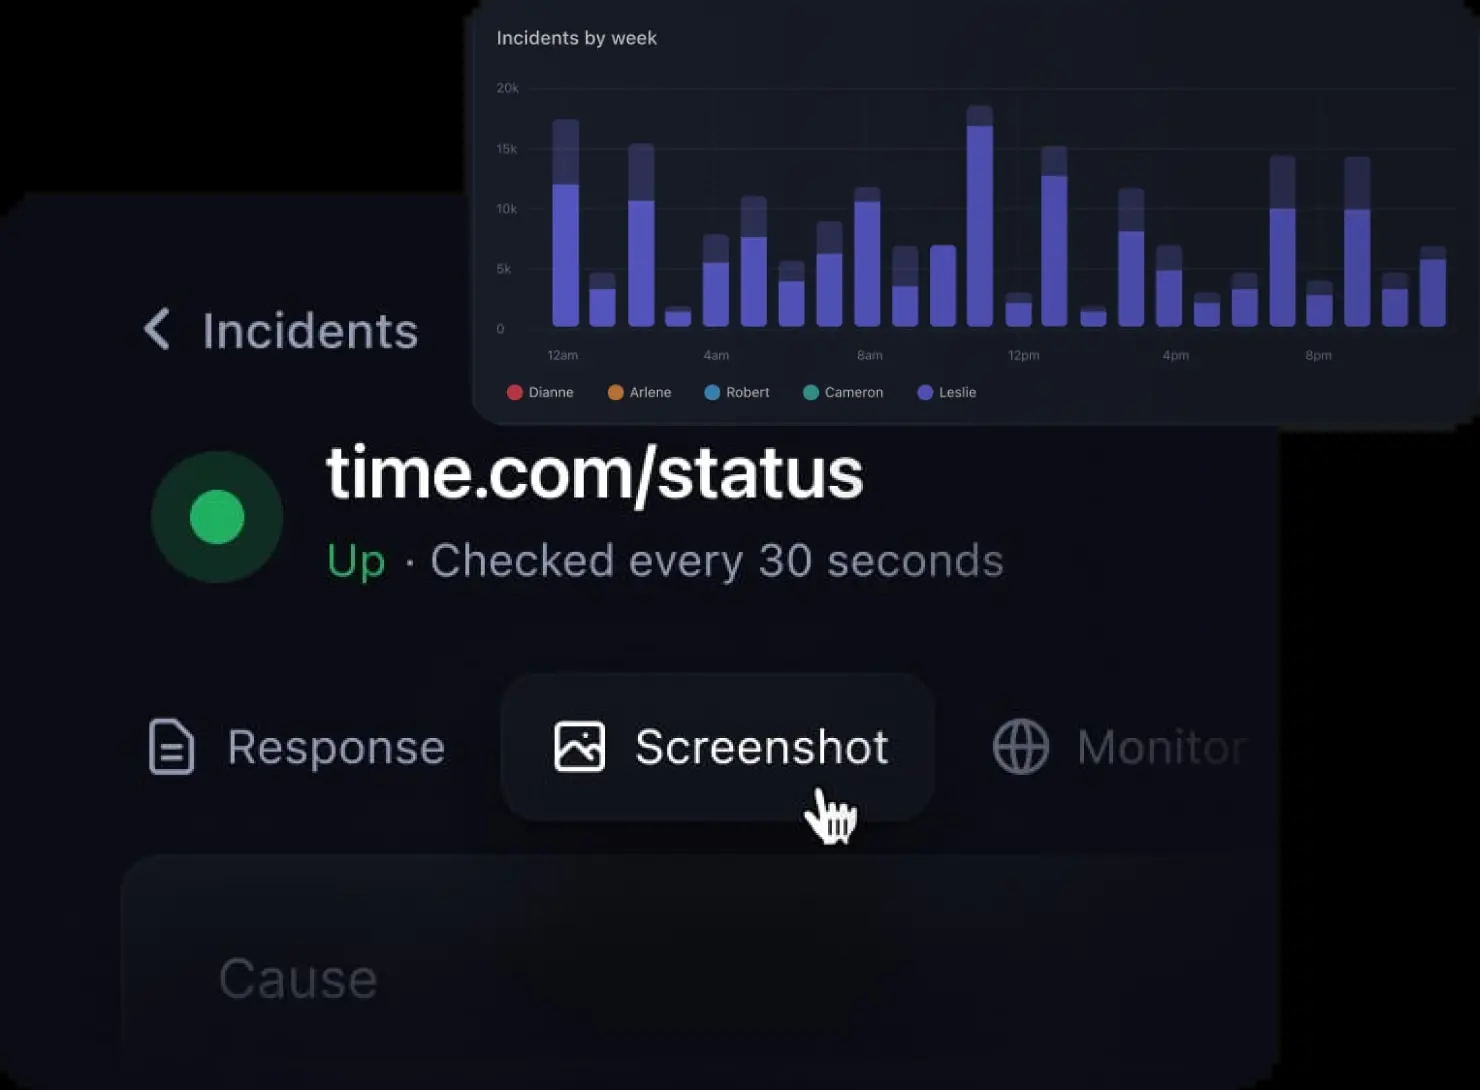 Incidents by week
20k
15k
10k
5k
0
12am 4am 8am 12pm 4pm 8pm
Dianne Arlene Robert Cameron Leslie
Incidents
time.com/status
Up · Checked every 30 seconds
Response Screenshot Monitor
Cause